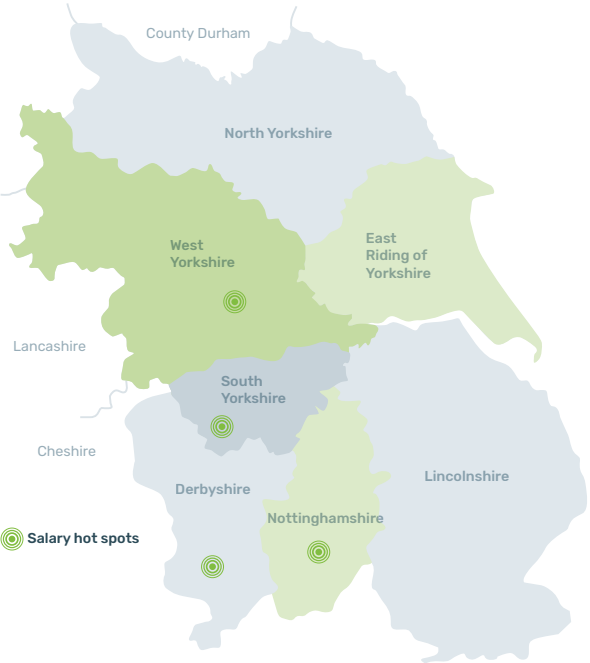 County Durham
North Yorkshire
West
Yorkshire
East
Riding of
Yorkshire
Lancashire
South
Yorkshire
Cheshire
Derbyshire
Lincolnshire
Nottinghamshire
Salary hot spots